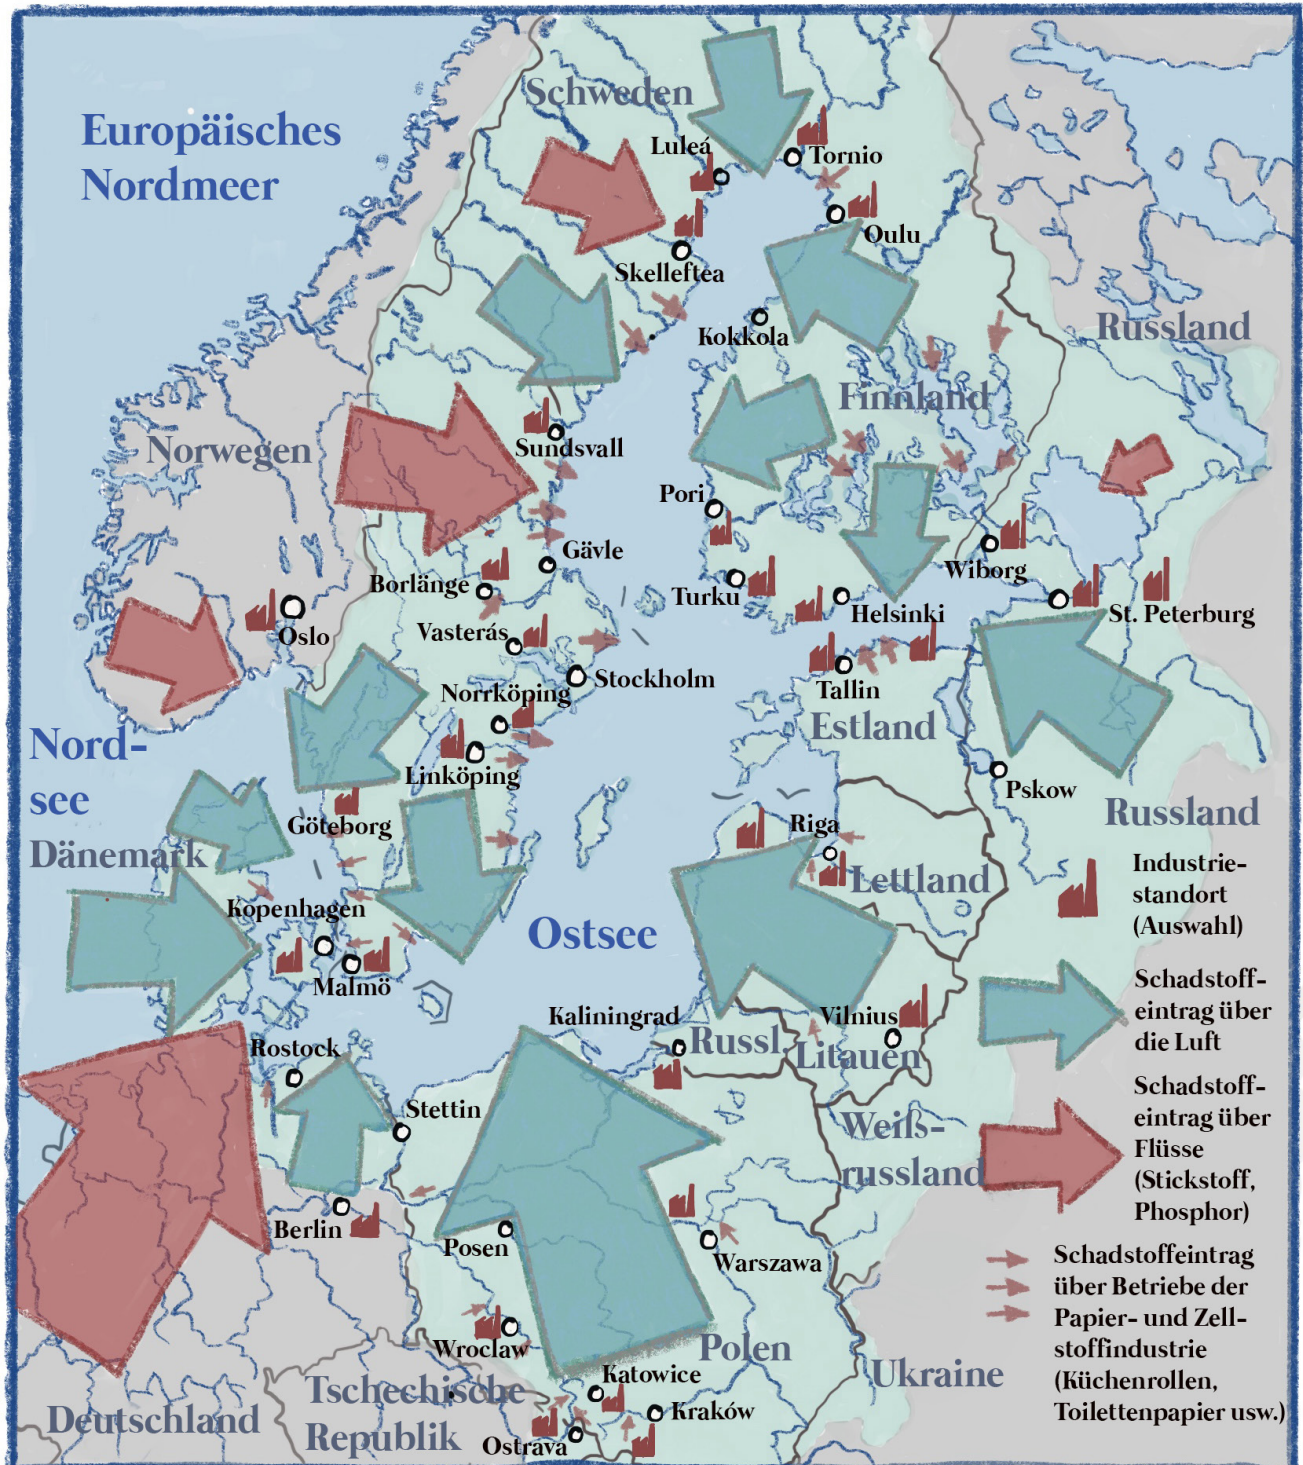 Europäisches
Nordmeer
Schweden
Luleá
Tornio
Oulu
Skelleftea
Kokkola
Russland
Finnland
Norwegen
Sundsvall
Pori
Gävle
Borlänge
Wiborg
Turku
Helsinki
St. Peterburg
Oslo
Vasterás
Stockholm
Tallin
Norrköping
Estland
Linköping
Nord-
see
Pskow
Russland
Göteborg
Riga
Dänemark
Lettland
Kopenhagen
Ostsee
Malmö
Kaliningrad
Vilnius
Russl.
Litauen
Rostock
Stettin
Weiß-
russland
Berlin
Posen
Warszawa
Wroclaw
Polen
Katowice
Ukraine
Tschechische
Republik
Kraków
Deutschland
Ostrava
Industrie-
standort
(Auswahl)
Schadstoff-
eintrag über
die Luft
Schadstoff-
eintrag über
Flüsse
(Stickstoff,
Phosphor)
Schadstoffeintrag
über Betriebe der
Papier- und Zell-
stoffindustrie
(Küchenrollen,
Toilettenpapier usw.)